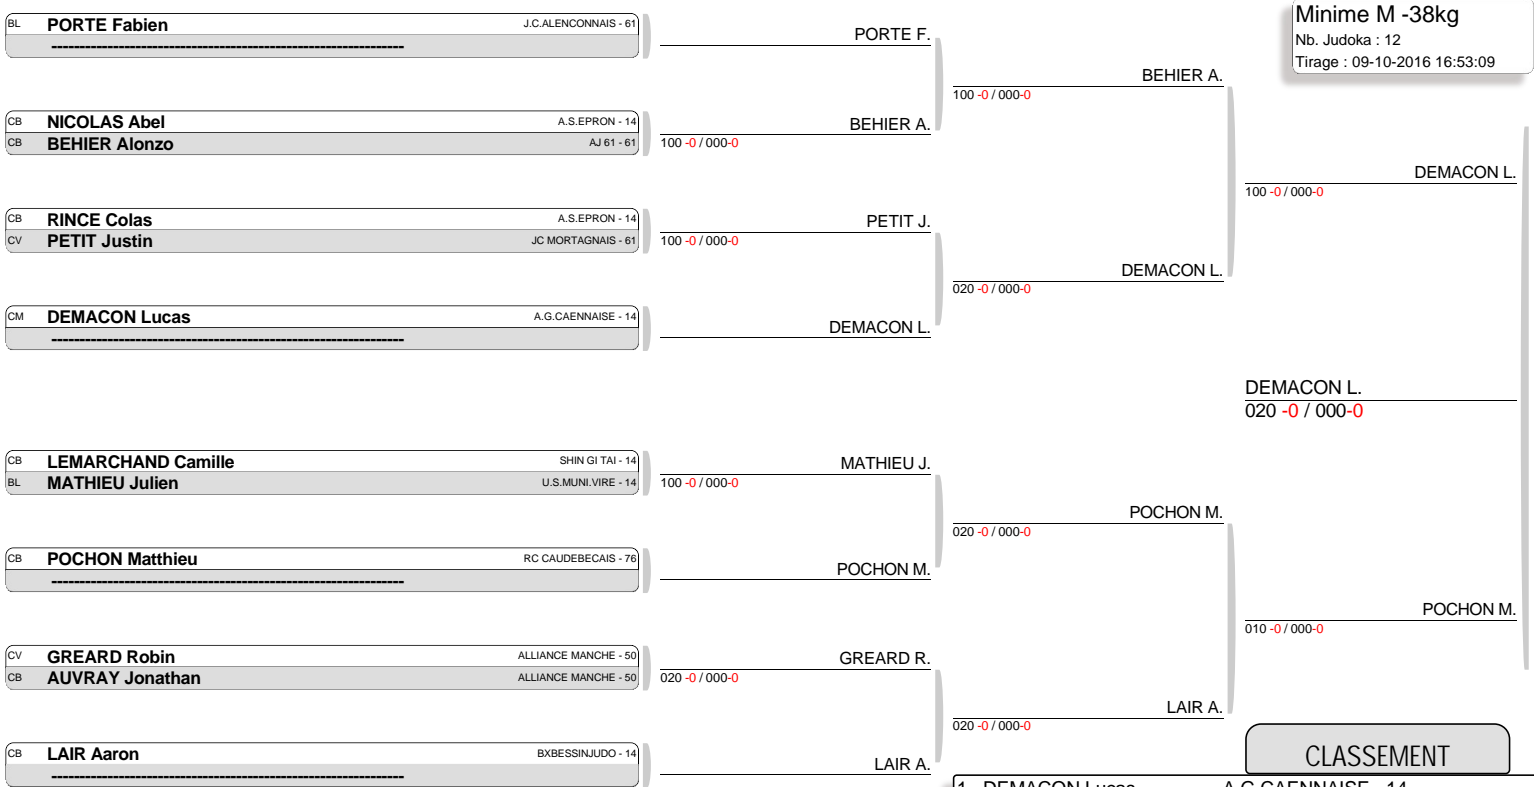 Minime M -38kg
Nb. Judoka : 12
Tirage : 09-10-2016 16:53:09
BL PORTE Fabien J.C.ALENCONNAIS - 61
---------------------------------------------------------------
CB NICOLAS Abel A.S.EPRON - 14
CB BEHIER Alonzo AJ 61 - 61
CB RINCE Colas A.S.EPRON - 14
CV PETIT Justin JC MORTAGNAIS - 61
CM DEMACON Lucas A.G.CAENNAISE - 14
---------------------------------------------------------------
CB LEMARCHAND Camille SHIN GI TAI - 14
BL MATHIEU Julien U.S.MUNI.VIRE - 14
CB POCHON Matthieu RC CAUDEBECAIS - 76
---------------------------------------------------------------
CV GREARD Robin ALLIANCE MANCHE - 50
CB AUVRAY Jonathan ALLIANCE MANCHE - 50
CB LAIR Aaron BXBESSINJUDO - 14
---------------------------------------------------------------
PORTE F.
BEHIER A.
100 -0 / 000-0
PETIT J.
100 -0 / 000-0
DEMACON L.
MATHIEU J.
100 -0 / 000-0
POCHON M.
GREARD R.
020 -0 / 000-0
LAIR A.
BEHIER A.
100 -0 / 000-0
DEMACON L.
020 -0 / 000-0
POCHON M.
020 -0 / 000-0
LAIR A.
020 -0 / 000-0
DEMACON L.
100 -0 / 000-0
DEMACON L.
020 -0 / 000-0
POCHON M.
010 -0 / 000-0
CLASSEMENT
1 DEMACON Lucas A.G.CAENNAISE - 14